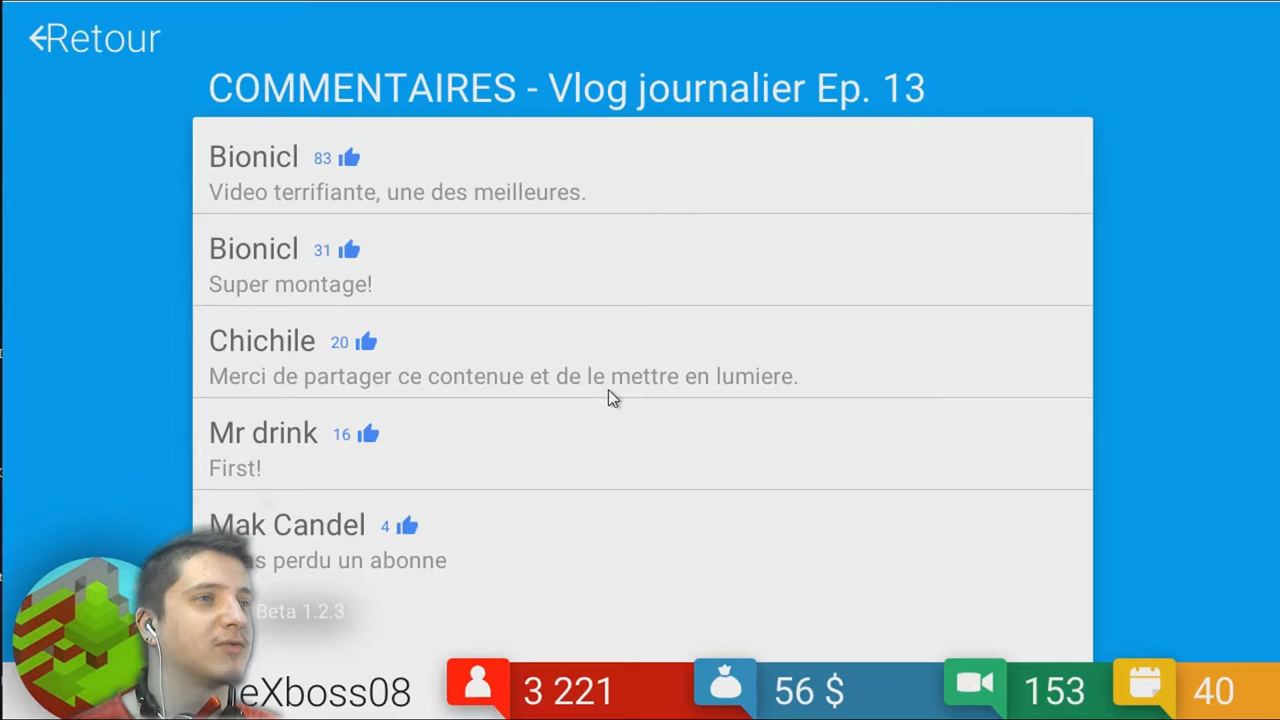 Retour
COMMENTAIRES - Vlog journalier Ep. 13
Bionicl 83
Video terrifiante, une des meilleures.
Bionicl 31
Super montage!
Chichile 20
Merci de partager ce contenue et de le mettre en lumiere.
Mr drink 16
First!
Mak Candel 4
perdu un abonne
Beta 1.2.3
eXboss08 3 221 56 $ 153 40